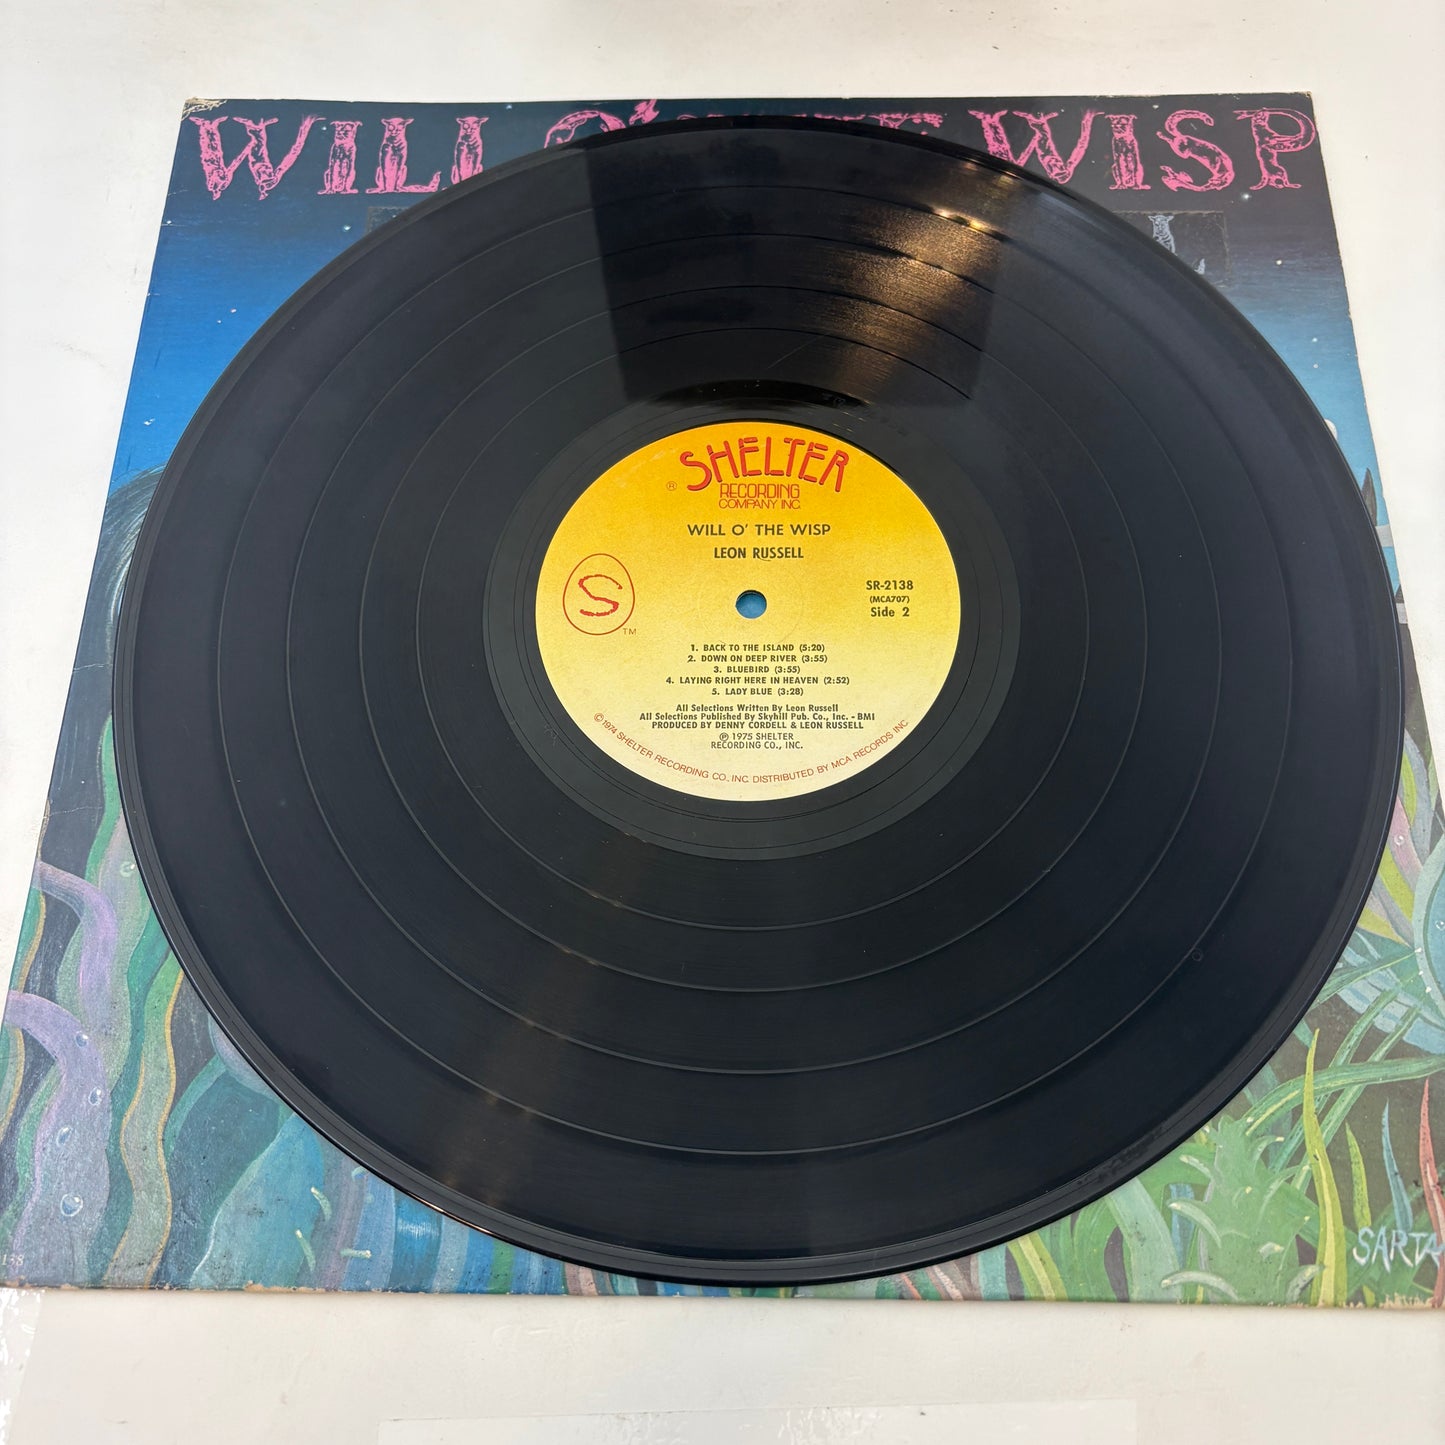 WILL O' THE WISP
SHELTER
®
RECORDING
COMPANY INC.
WILL O' THE WISP
LEON RUSSELL
SR-2138
(MCA707)
Side 2
S
TM
1. BACK TO THE ISLAND (5:20)
2. DOWN ON DEEP RIVER (3:55)
3. BLUEBIRD (3:55)
4. LAYING RIGHT HERE IN HEAVEN (2:52)
5. LADY BLUE (3:28)
All Selections Written By Leon Russell
All Selections Published By Skyhill Pub. Co., Inc. - BMI
PRODUCED BY DENNY CORDELL & LEON RUSSELL
℗ 1975 SHELTER
RECORDING CO., INC.
© 1974 SHELTER RECORDING CO., INC. DISTRIBUTED BY MCA RECORDS INC.
138
SARTA